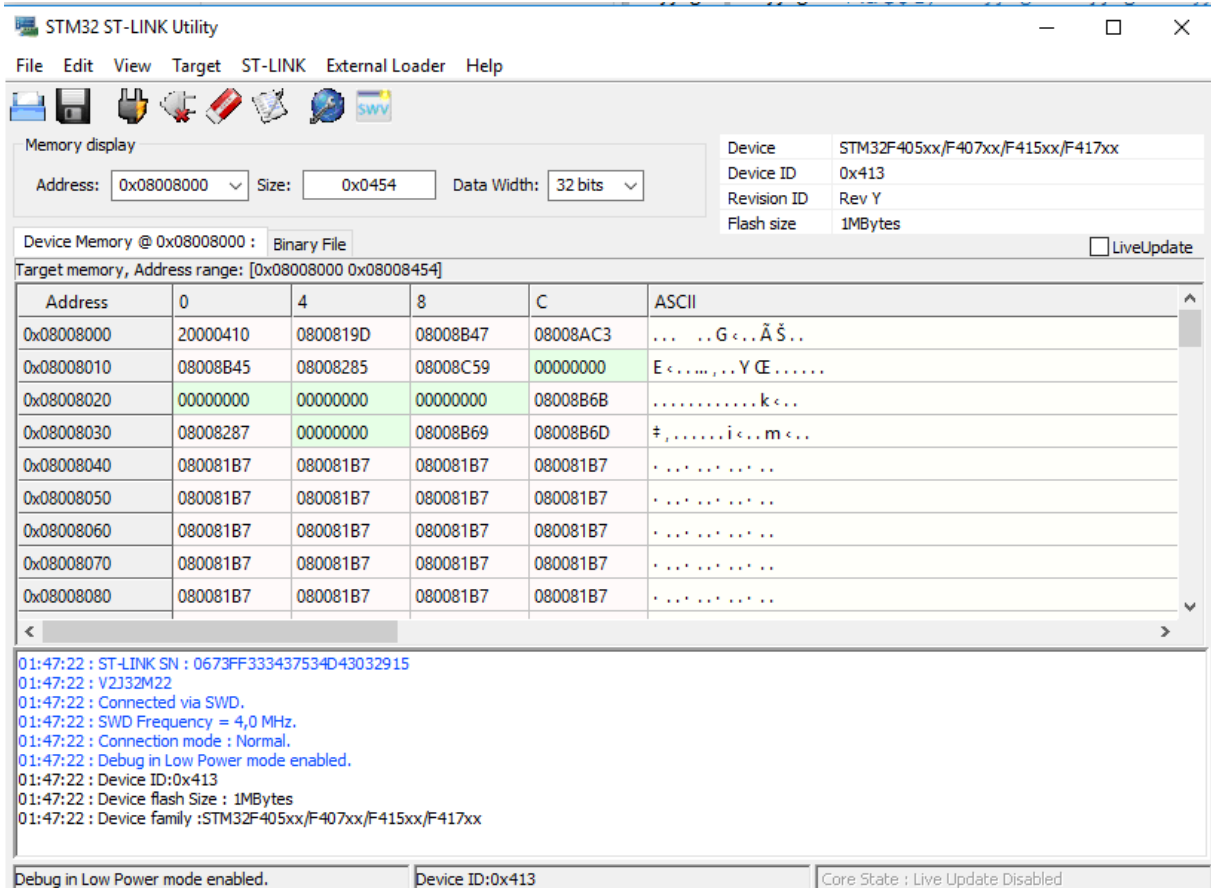 STM32 ST-LINK Utility
File Edit View Target ST-LINK External Loader Help
SWV
Memory display
Address: 0x08008000 Size: 0x0454 Data Width: 32 bits
Device STM32F405xx/F407xx/F415xx/F417xx
Device ID 0x413
Revision ID Rev Y
Flash size 1MBytes
Device Memory @ 0x08008000 : Binary File LiveUpdate
Target memory, Address range: [0x08008000 0x08008454]
Address 0 4 8 C ASCII
0x08008000 20000410 0800819D 08008B47 08008AC3 ... ..G‹..ÃŠ..
0x08008010 08008B45 08008285 08008C59 00000000 E‹..…‚..YŒ......
0x08008020 00000000 00000000 00000000 08008B6B ............k‹..
0x08008030 08008287 00000000 08008B69 08008B6D ‡‚......i‹..m‹..
0x08008040 080081B7 080081B7 080081B7 080081B7 ·..·..·..·..
0x08008050 080081B7 080081B7 080081B7 080081B7 ·..·..·..·..
0x08008060 080081B7 080081B7 080081B7 080081B7 ·..·..·..·..
0x08008070 080081B7 080081B7 080081B7 080081B7 ·..·..·..·..
0x08008080 080081B7 080081B7 080081B7 080081B7 ·..·..·..·..
01:47:22 : ST-LINK SN : 0673FF333437534D43032915
01:47:22 : V2J32M22
01:47:22 : Connected via SWD.
01:47:22 : SWD Frequency = 4,0 MHz.
01:47:22 : Connection mode : Normal.
01:47:22 : Debug in Low Power mode enabled.
01:47:22 : Device ID:0x413
01:47:22 : Device flash Size : 1MBytes
01:47:22 : Device family :STM32F405xx/F407xx/F415xx/F417xx
Debug in Low Power mode enabled. Device ID:0x413 Core State : Live Update Disabled